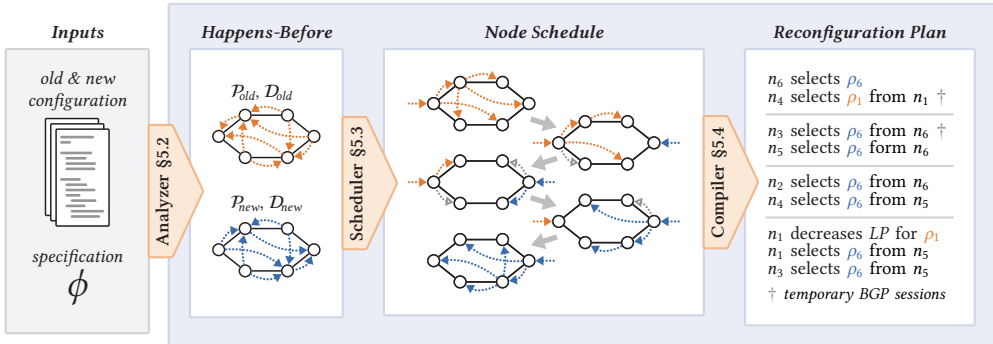 Inputs
old & new
configuration
specification
ϕ
Analyzer §5.2
Happens-Before
𝒫old, 𝒟old
𝒫new, 𝒟new
Scheduler §5.3
Node Schedule
Compiler §5.4
Reconfiguration Plan
n6 selects ρ6
n4 selects ρ1 from n1 †
n3 selects ρ6 from n6 †
n5 selects ρ6 form n6
n2 selects ρ6 from n6
n4 selects ρ6 from n5
n1 decreases LP for ρ1
n1 selects ρ6 from n5
n3 selects ρ6 from n5
† temporary BGP sessions